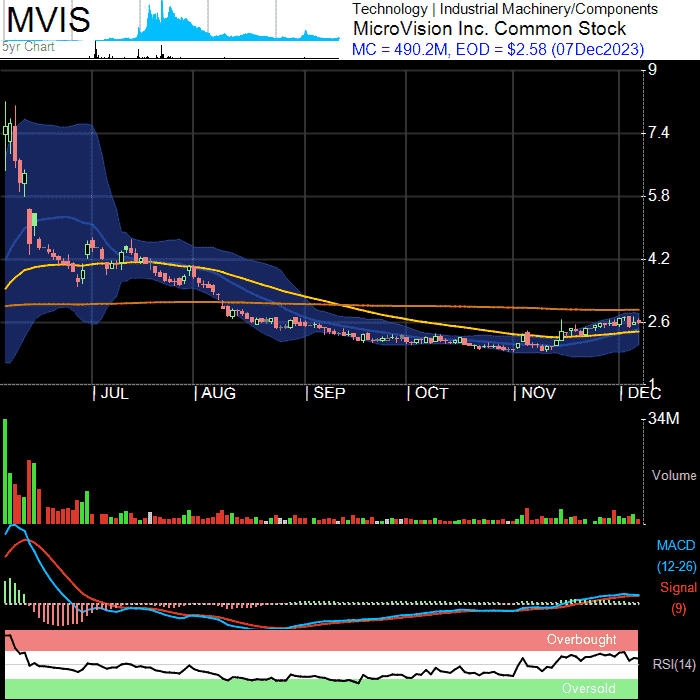 MVIS
5yr Chart
Technology | Industrial Machinery/Components
MicroVision Inc. Common Stock
MC = 490.2M, EOD = $2.58 (07Dec2023)
9
7.4
5.8
4.2
2.6
1
| JUL | AUG | SEP | OCT | NOV | DEC
34M
Volume
MACD
(12-26)
Signal
(9)
Overbought
RSI(14)
Oversold